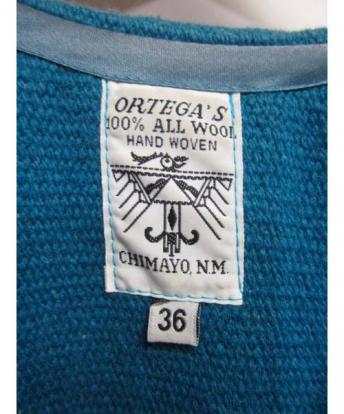 ORTEGA'S
100% ALL WOOL
HAND WOVEN
CHIMAYO, N.M.
36